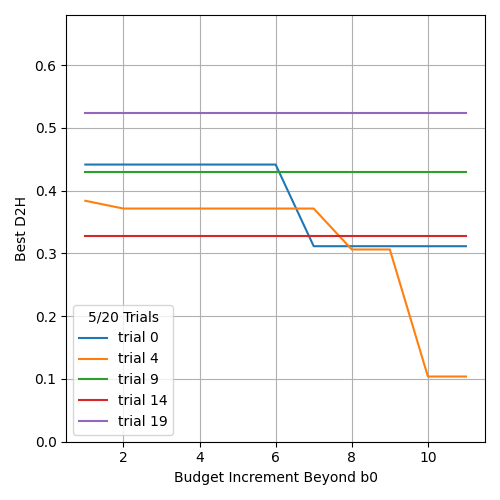 0.6
0.5
0.4
0.3
0.2
0.1
0.0
Best D2H
5/20 Trials
trial 0
trial 4
trial 9
trial 14
trial 19
2
4
6
8
10
Budget Increment Beyond b0